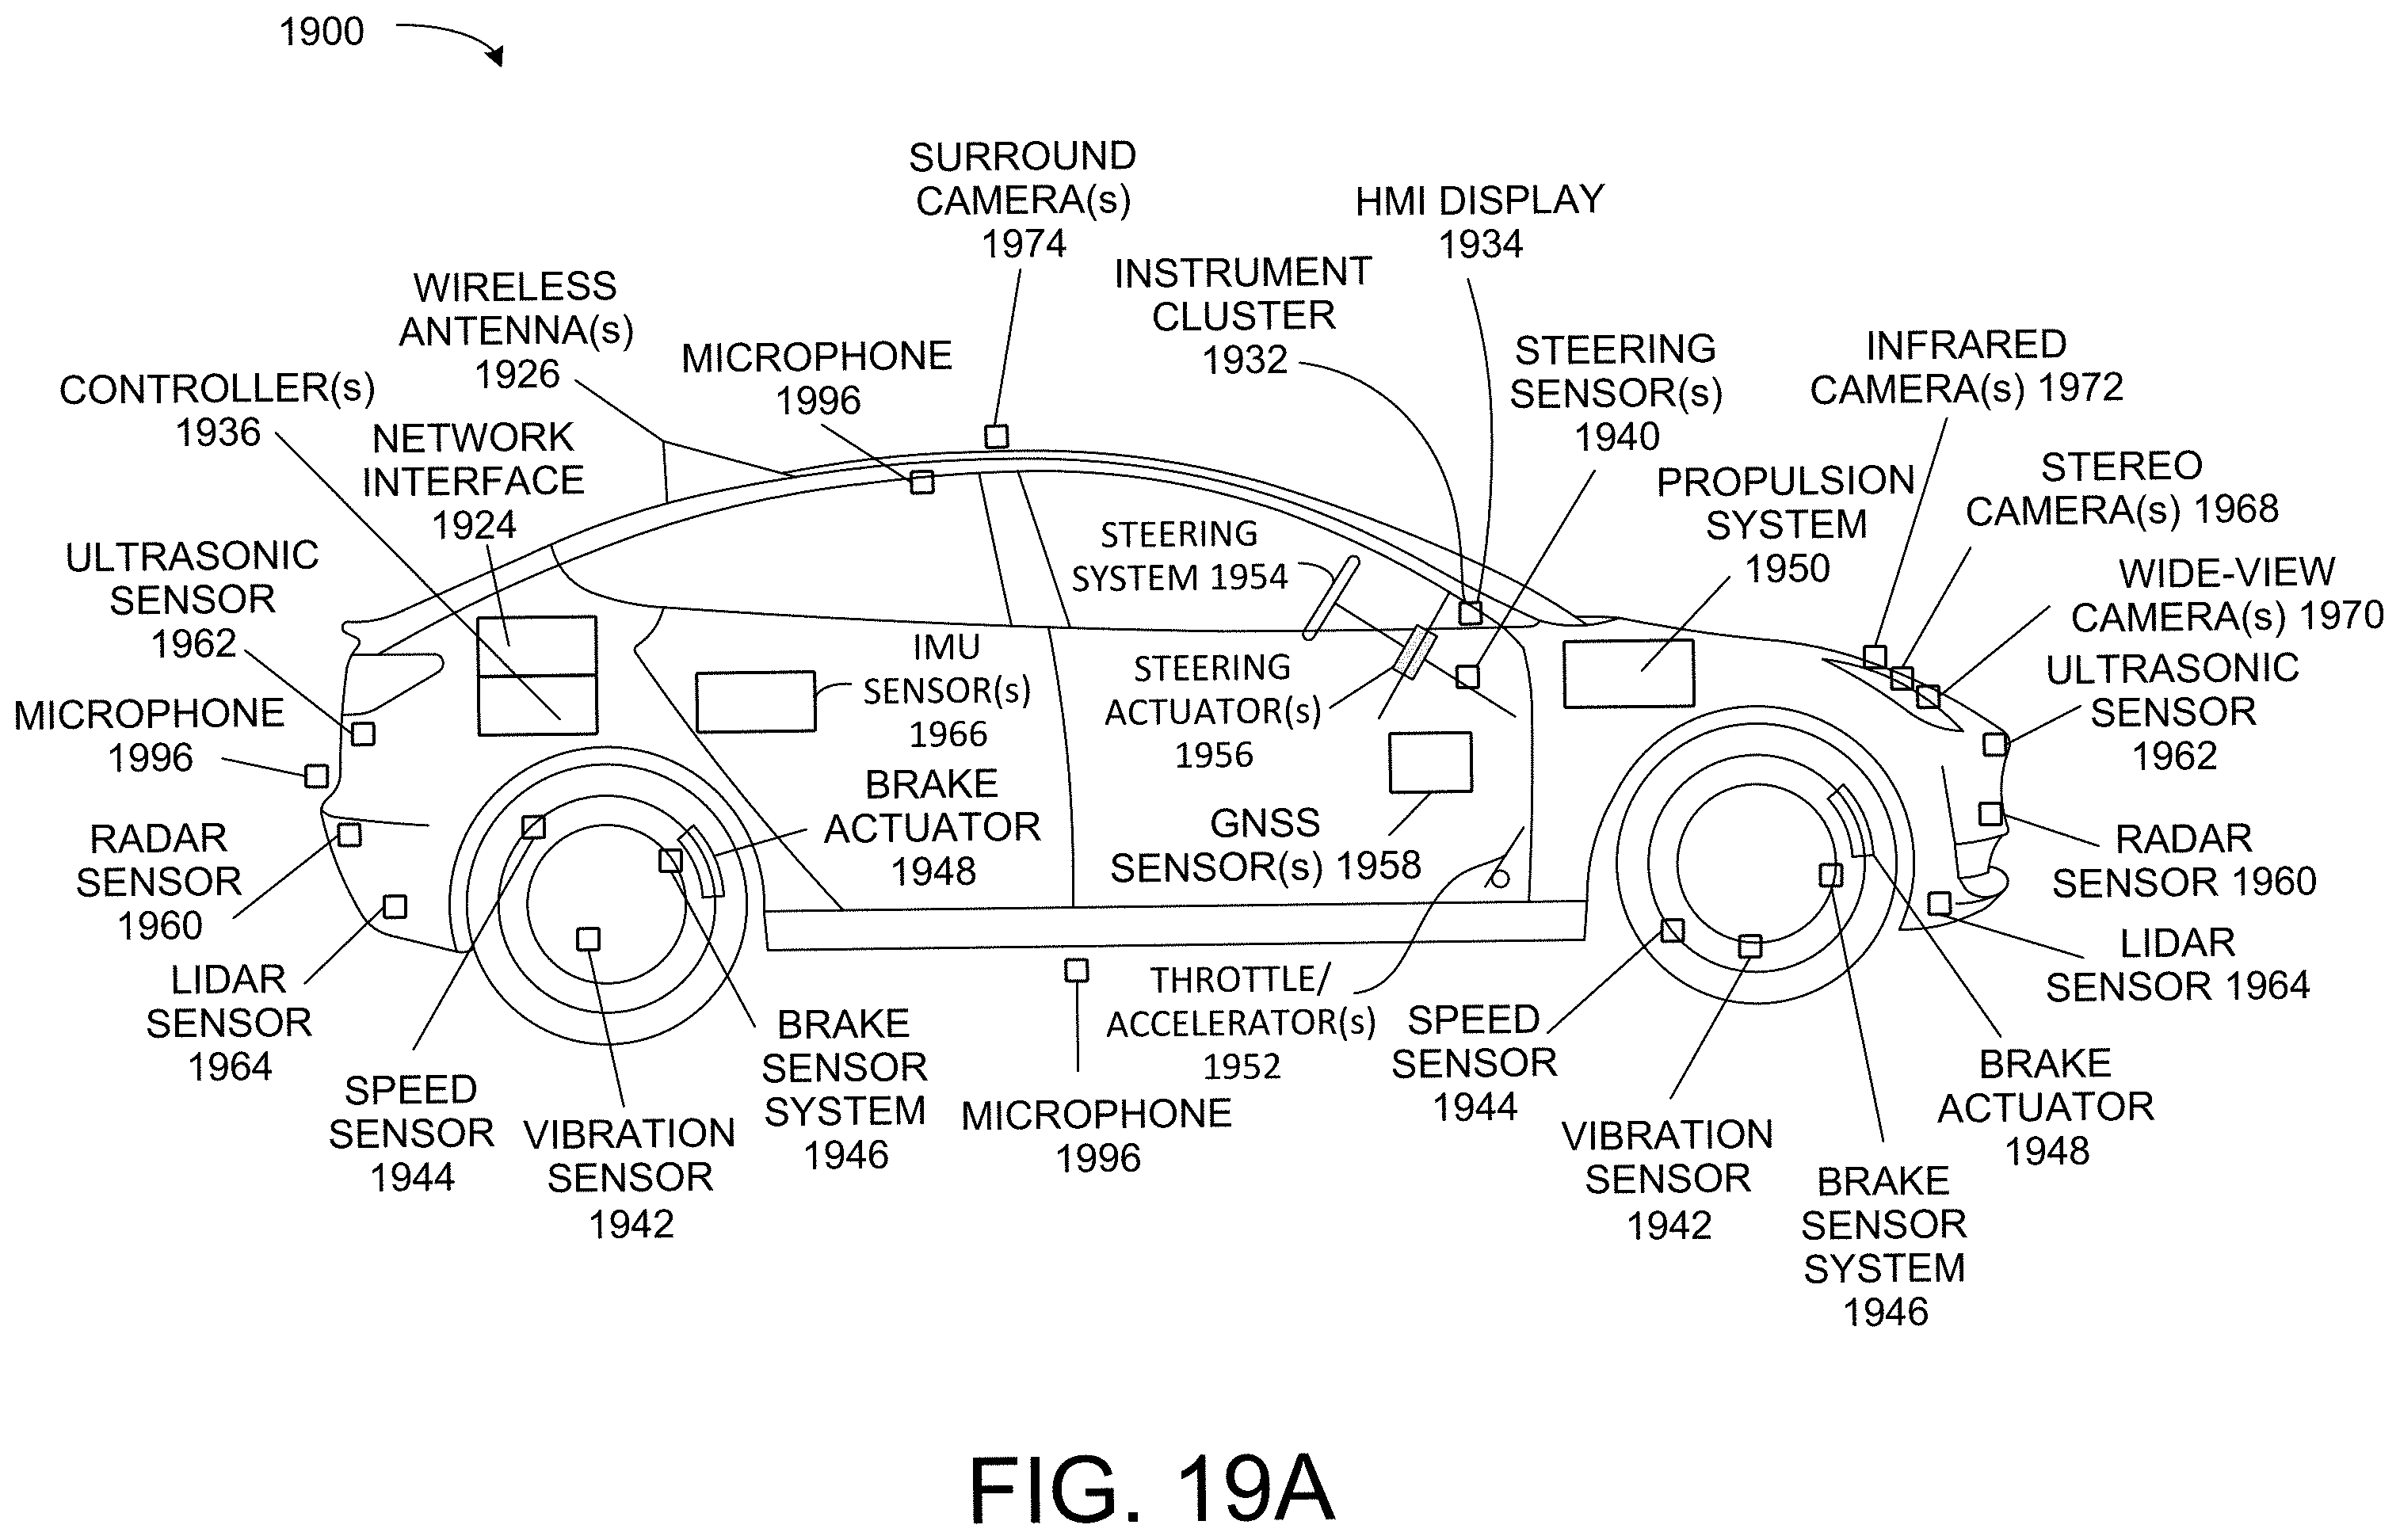 1900
SURROUND
CAMERA(s)
1974
HMI DISPLAY
1934
INSTRUMENT
CLUSTER
1932
WIRELESS
ANTENNA(s)
1926
MICROPHONE
1996
STEERING
SENSOR(s)
1940
INFRARED
CAMERA(s) 1972
CONTROLLER(s)
1936
NETWORK
INTERFACE
1924
PROPULSION
SYSTEM
1950
STEREO
CAMERA(s) 1968
ULTRASONIC
SENSOR
1962
STEERING
SYSTEM 1954
WIDE-VIEW
CAMERA(s) 1970
MICROPHONE
1996
IMU
SENSOR(s)
1966
STEERING
ACTUATOR(s)
1956
ULTRASONIC
SENSOR
1962
BRAKE
ACTUATOR
1948
GNSS
SENSOR(s) 1958
RADAR
SENSOR
1960
RADAR
SENSOR 1960
LIDAR
SENSOR
1964
THROTTLE/
ACCELERATOR(s)
1952
LIDAR
SENSOR 1964
SPEED
SENSOR
1944
VIBRATION
SENSOR
1942
BRAKE
SENSOR
SYSTEM
1946
MICROPHONE
1996
SPEED
SENSOR
1944
VIBRATION
SENSOR
1942
BRAKE
SENSOR
SYSTEM
1946
BRAKE
ACTUATOR
1948
FIG. 19A